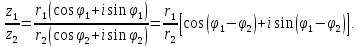 z₁/z₂ = r₁(cos φ₁ + i sin φ₁)/r₂(cos φ₂ + i sin φ₂) = r₁/r₂ [cos(φ₁−φ₂) + i sin(φ₁−φ₂)].